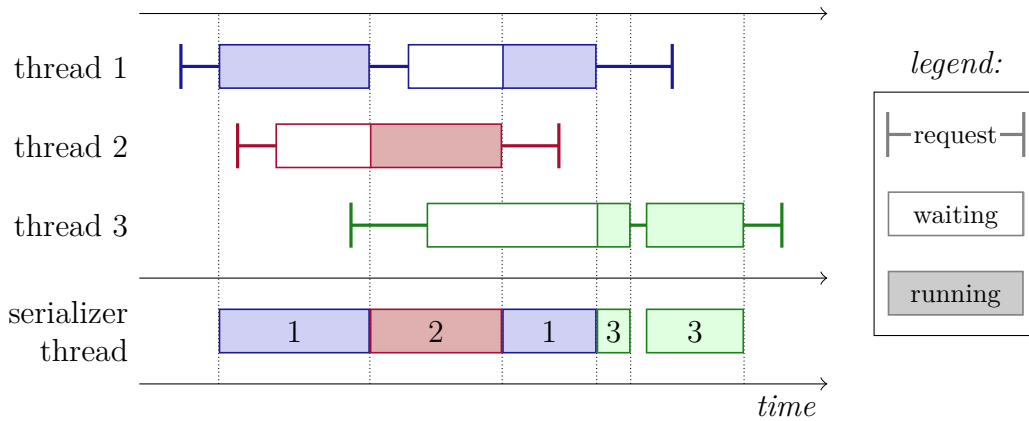 thread 1
thread 2
thread 3
serializer
thread
1
2
1
3
3
time
legend:
request
waiting
running